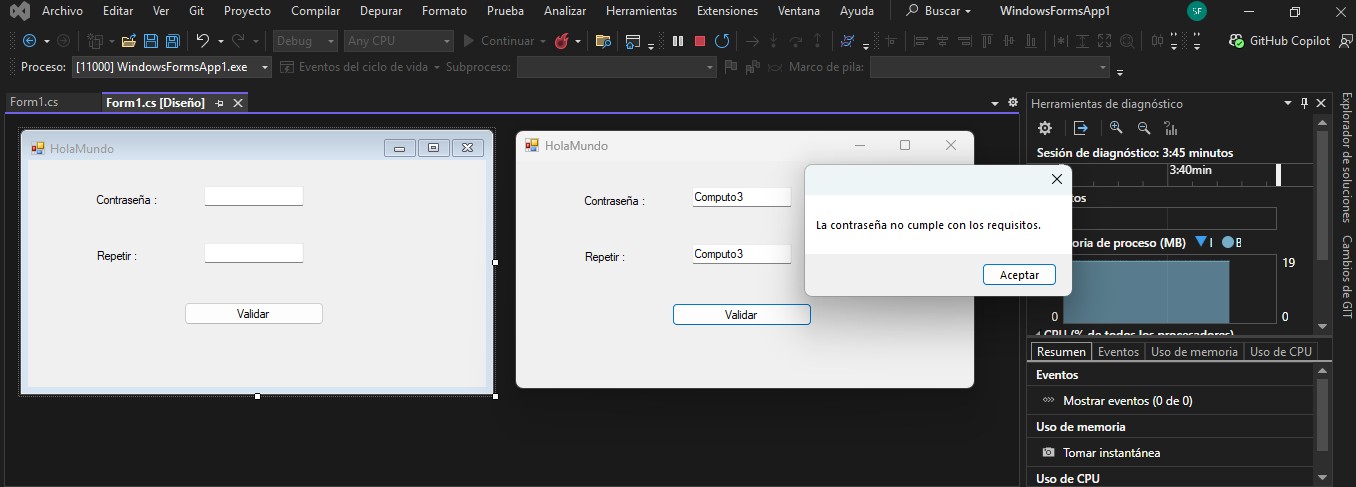 Archivo Editar Ver Git Proyecto Compilar Depurar Formato Prueba Analizar Herramientas Extensiones Ventana Ayuda Buscar WindowsFormsApp1 SF
Debug Any CPU Continuar GitHub Copilot
Proceso: [11000] WindowsFormsApp1.exe Eventos del ciclo de vida Subproceso: Marco de pila:
Form1.cs Form1.cs [Diseño]
HolaMundo
Contraseña :
Repetir :
Validar
HolaMundo
Contraseña : Computo3
Repetir : Computo3
Validar
La contraseña no cumple con los requisitos.
Aceptar
Herramientas de diagnóstico
Sesión de diagnóstico: 3:45 minutos
3:40min
de proceso (MB) B
19
0 0
CPU (% de todos los procesadores)
Resumen Eventos Uso de memoria Uso de CPU
Eventos
Mostrar eventos (0 de 0)
Uso de memoria
Tomar instantánea
Uso de CPU
Explorador de soluciones
Cambios de GIT